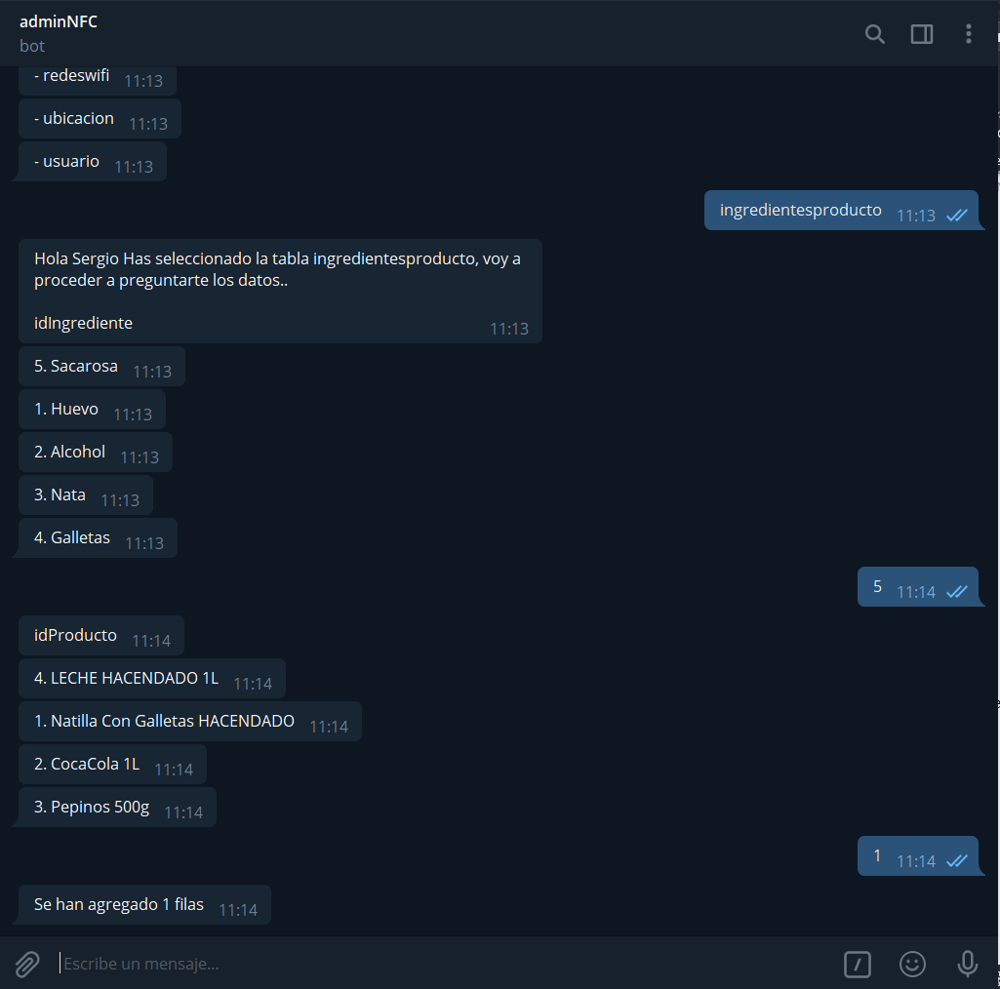 adminNFC
bot
- redeswifi 11:13
- ubicacion 11:13
- usuario 11:13
ingredientesproducto 11:13
Hola Sergio Has seleccionado la tabla ingredientesproducto, voy a
proceder a preguntarte los datos..
idIngrediente 11:13
5. Sacarosa 11:13
1. Huevo 11:13
2. Alcohol 11:13
3. Nata 11:13
4. Galletas 11:13
5 11:14
idProducto 11:14
4. LECHE HACENDADO 1L 11:14
1. Natilla Con Galletas HACENDADO 11:14
2. CocaCola 1L 11:14
3. Pepinos 500g 11:14
1 11:14
Se han agregado 1 filas 11:14
Escribe un mensaje...